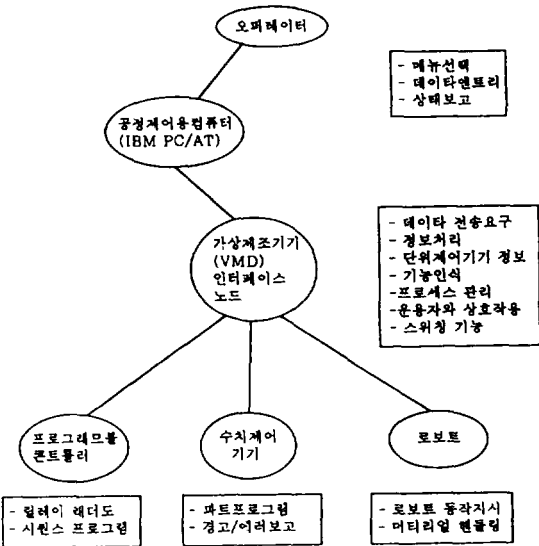 오퍼레이터
- 메뉴선택
- 데이타엔트리
- 상태보고
공정제어용컴퓨터
(IBM PC/AT)
가상제조기기
(VMD)
인터페이스
노드
- 데이타 전송요구
- 정보처리
- 단위제어기기 정보
- 기능인식
-프로세스 관리
-운용자와 상호작용
- 스위칭 기능
프로그래므블
콘트롤러
수치제어
기기
로보트
- 릴레이 래더도
- 시퀀스 프로그램
- 파트프로그램
- 경고/에러보고
- 로보트 동작지시
- 머티리얼 핸들링